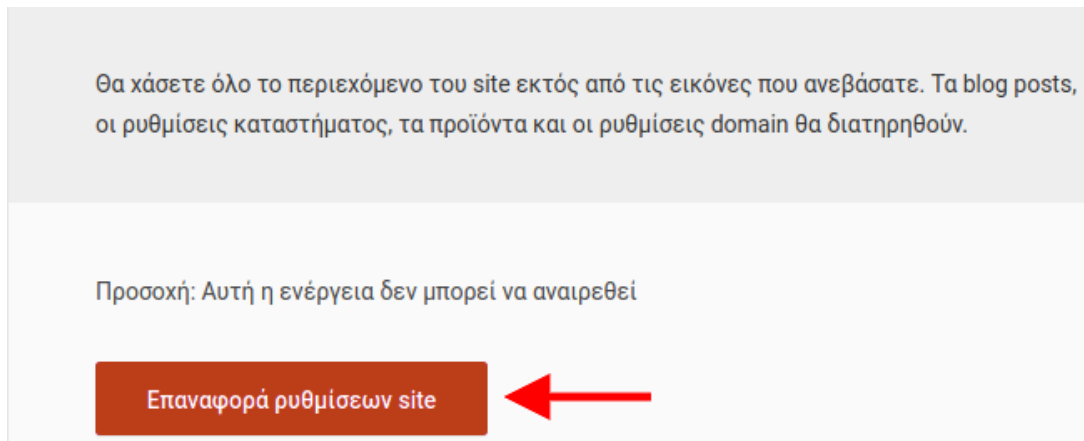 Θα χάσετε όλο το περιεχόμενο του site εκτός από τις εικόνες που ανεβάσατε. Τα blog posts,
οι ρυθμίσεις καταστήματος, τα προϊόντα και οι ρυθμίσεις domain θα διατηρηθούν.
Προσοχή: Αυτή η ενέργεια δεν μπορεί να αναιρεθεί
Επαναφορά ρυθμίσεων site